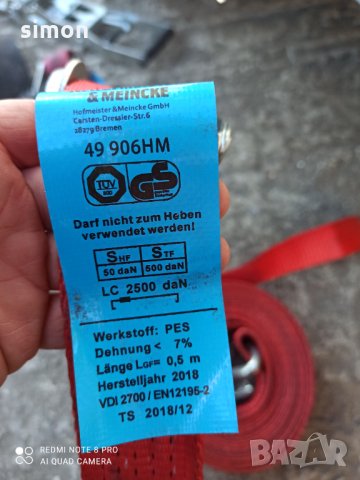 simon
& MEINCKE
Hofmeister & Meincke GmbH
Carsten-Dressler-Str.6
28279 Bremen
49 906HM
TÜV
GS
Darf nicht zum Heben
verwendet werden!
SHF STF
50 daN 500 daN
LC 2500 daN
Werkstoff: PES
Dehnung < 7%
Länge LGF= 0,5 m
Herstelljahr 2018
VDI 2700 / EN12195-2
TS 2018/12
REDMI NOTE 8 PRO
AI QUAD CAMERA
BAZAR